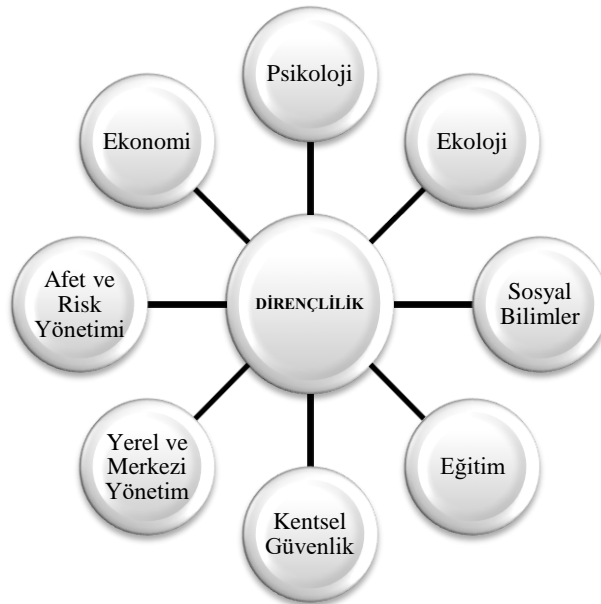 Psikoloji
Ekonomi
Ekoloji
Afet ve
Risk
Yönetimi
DİRENÇLİLİK
Sosyal
Bilimler
Yerel ve
Merkezi
Yönetim
Eğitim
Kentsel
Güvenlik